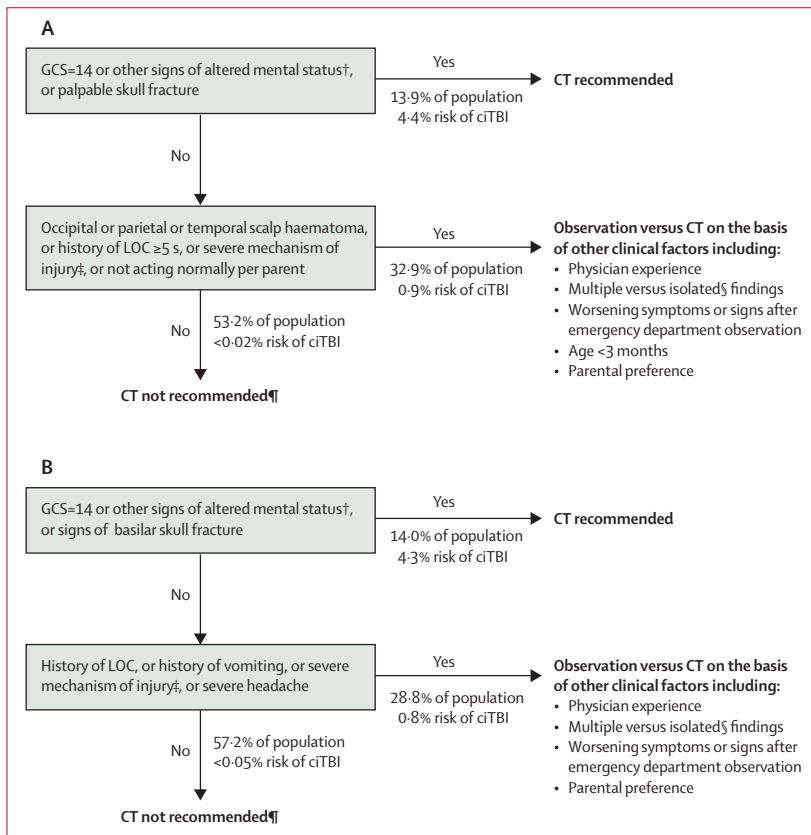 A
GCS=14 or other signs of altered mental status†,
or palpable skull fracture
Yes
13·9% of population
4·4% risk of ciTBI
CT recommended
No
Occipital or parietal or temporal scalp haematoma,
or history of LOC ≥5 s, or severe mechanism of
injury‡, or not acting normally per parent
Yes
32·9% of population
0·9% risk of ciTBI
Observation versus CT on the basis
of other clinical factors including:
• Physician experience
• Multiple versus isolated§ findings
• Worsening symptoms or signs after
emergency department observation
• Age <3 months
• Parental preference
No
53·2% of population
<0·02% risk of ciTBI
CT not recommended¶
B
GCS=14 or other signs of altered mental status†,
or signs of basilar skull fracture
Yes
14·0% of population
4·3% risk of ciTBI
CT recommended
No
History of LOC, or history of vomiting, or severe
mechanism of injury‡, or severe headache
Yes
28·8% of population
0·8% risk of ciTBI
Observation versus CT on the basis
of other clinical factors including:
• Physician experience
• Multiple versus isolated§ findings
• Worsening symptoms or signs after
emergency department observation
• Parental preference
No
57·2% of population
<0·05% risk of ciTBI
CT not recommended¶